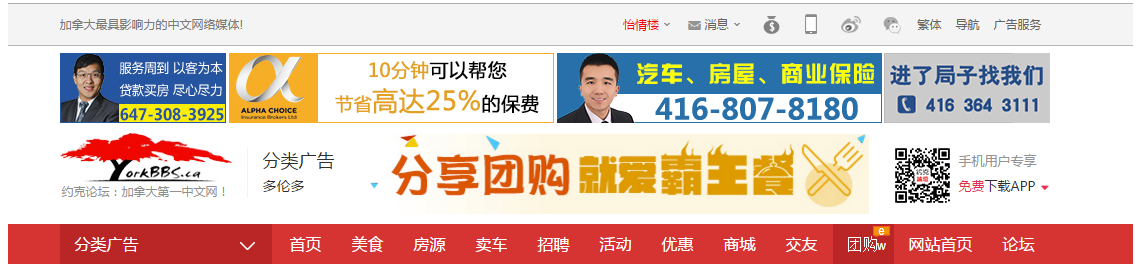 加拿大最具影响力的中文网络媒体!
怡情楼 消息 繁体 导航 广告服务
服务周到 以客为本
贷款买房 尽心尽力
647-308-3925
α
ALPHA CHOICE
Insurance Brokers Ltd
10分钟可以帮您
节省高达25%的保费
汽车、房屋、商业保险
416-807-8180
进了局子找我们
416 364 3111
YorkBBS.ca
约克论坛：加拿大第一中文网！
分类广告
多伦多
分享团购 就爱霸王餐
手机用户专享
免费下载APP
分类广告 首页 美食 房源 卖车 招聘 活动 优惠 商城 交友 团购 网站首页 论坛